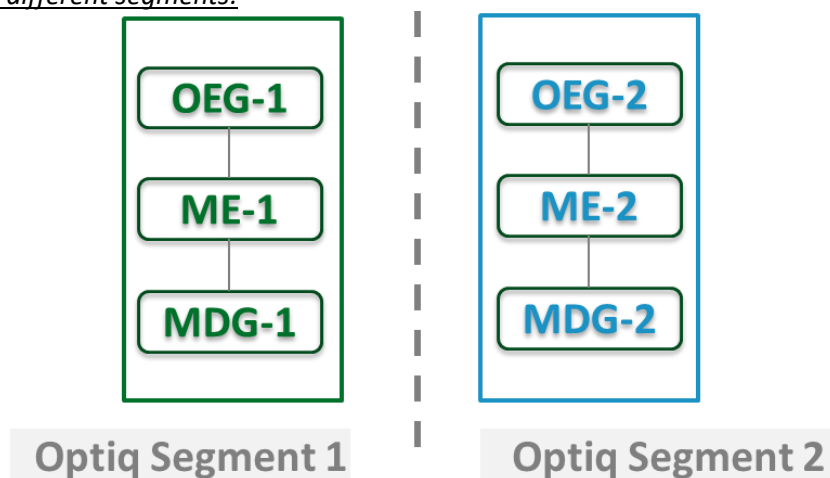 different segments.
OEG-1
ME-1
MDG-1
OEG-2
ME-2
MDG-2
Optiq Segment 1
Optiq Segment 2